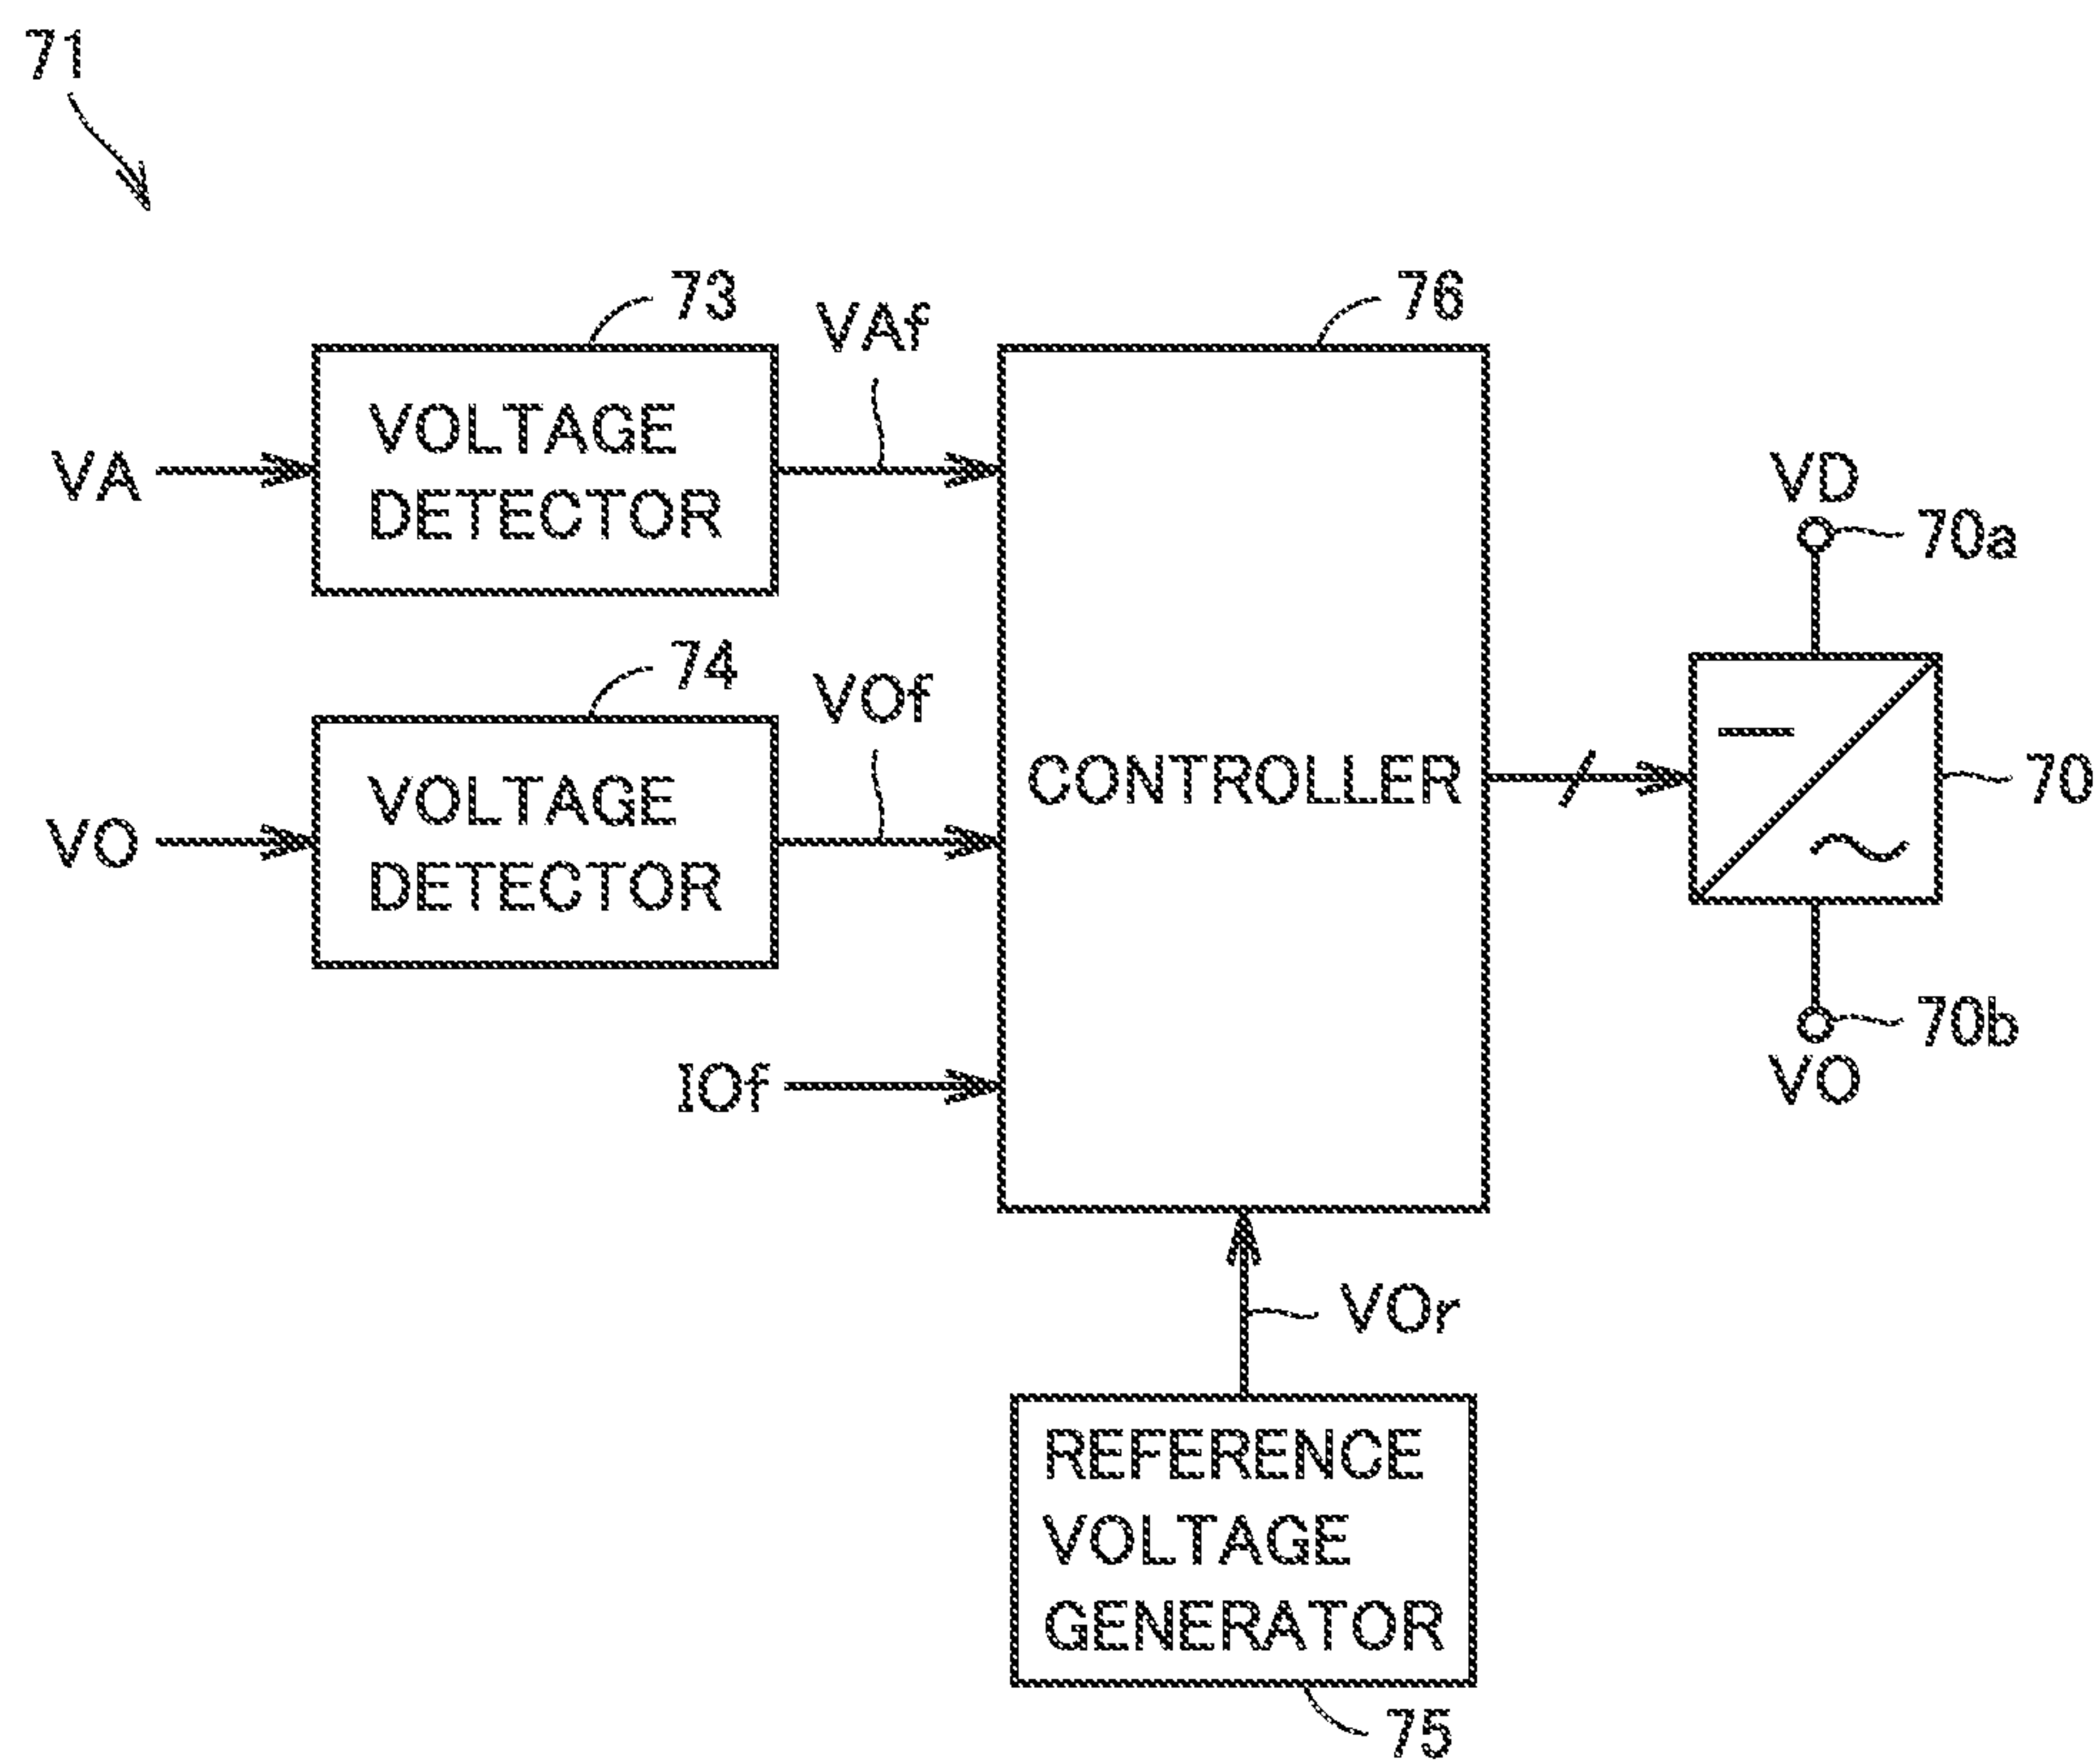 71
73
VAf
76
VA
VOLTAGE
DETECTOR
VD
70a
74
VOf
VO
VOLTAGE
DETECTOR
CONTROLLER
70
IOf
70b
VO
VOr
REFERENCE
VOLTAGE
GENERATOR
75